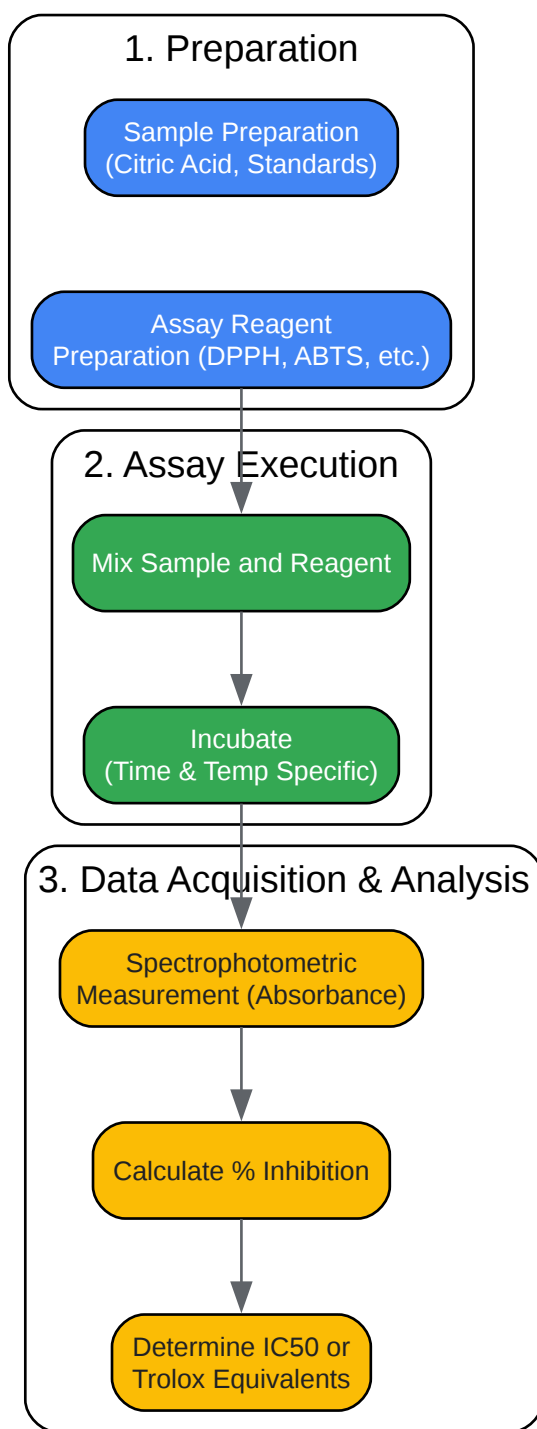 1. Preparation
Sample Preparation
(Citric Acid, Standards)
Assay Reagent
Preparation (DPPH, ABTS, etc.)
2. Assay Execution
Mix Sample and Reagent
Incubate
(Time & Temp Specific)
3. Data Acquisition & Analysis
Spectrophotometric
Measurement (Absorbance)
Calculate % Inhibition
Determine IC50 or
Trolox Equivalents